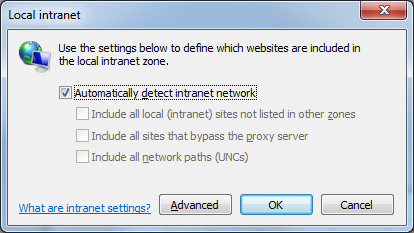 Local intranet
Use the settings below to define which websites are included in
the local intranet zone.
Automatically detect intranet network
Include all local (intranet) sites not listed in other zones
Include all sites that bypass the proxy server
Include all network paths (UNCs)
What are intranet settings?
Advanced
OK
Cancel